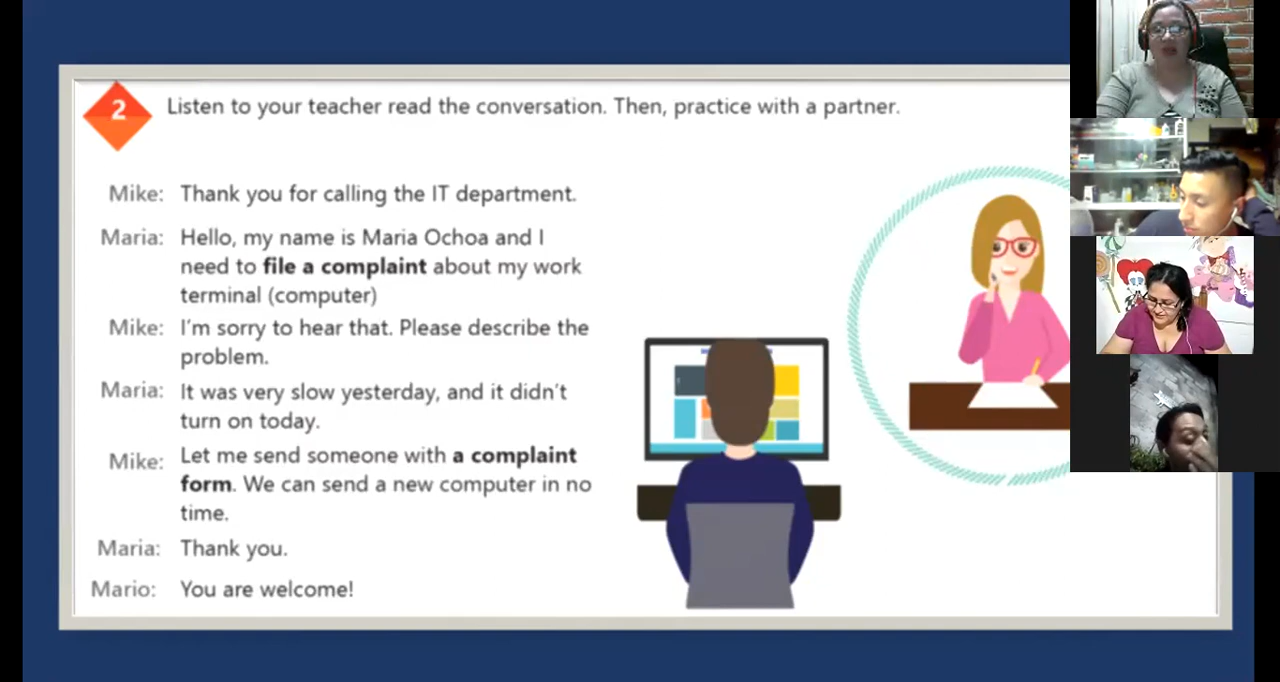 2
Listen to your teacher read the conversation. Then, practice with a partner.
Mike: Thank you for calling the IT department.
Maria: Hello, my name is Maria Ochoa and I
need to file a complaint about my work
terminal (computer)
Mike: I'm sorry to hear that. Please describe the
problem.
Maria: It was very slow yesterday, and it didn't
turn on today.
Mike: Let me send someone with a complaint
form. We can send a new computer in no
time.
Maria: Thank you.
Mario: You are welcome!